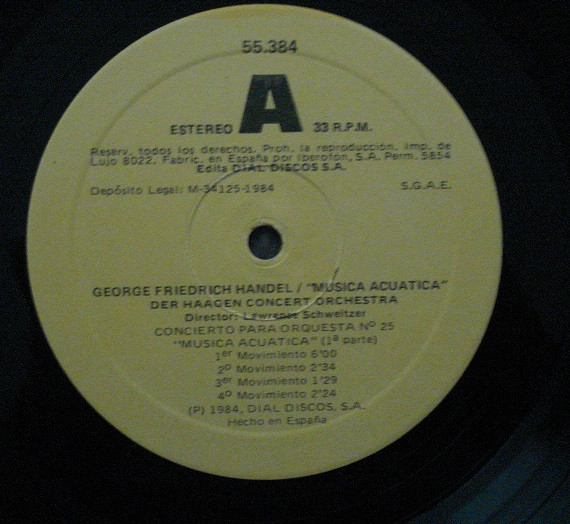 55.384
A
ESTEREO 33 R.P.M.
Reserv. todos los derechos. Proh. la reproducción. Imp. de
Lujo 8022. Fabric. en España por Iberofón, S.A. Perm. 5854
Edita DIAL DISCOS S.A.
Depósito Legal: M-34125-1984 S.G.A.E.
GEORGE FRIEDRICH HANDEL / "MUSICA ACUATICA"
DER HAAGEN CONCERT ORCHESTRA
Director: Lawrence Schweitzer
CONCIERTO PARA ORQUESTA Nº 25
"MUSICA ACUATICA" (1ª parte)
1er Movimiento 6'00
2º Movimiento 2'34
3er Movimiento 1'29
4º Movimiento 2'24
(P) 1984, DIAL DISCOS, S.A.
Hecho en España